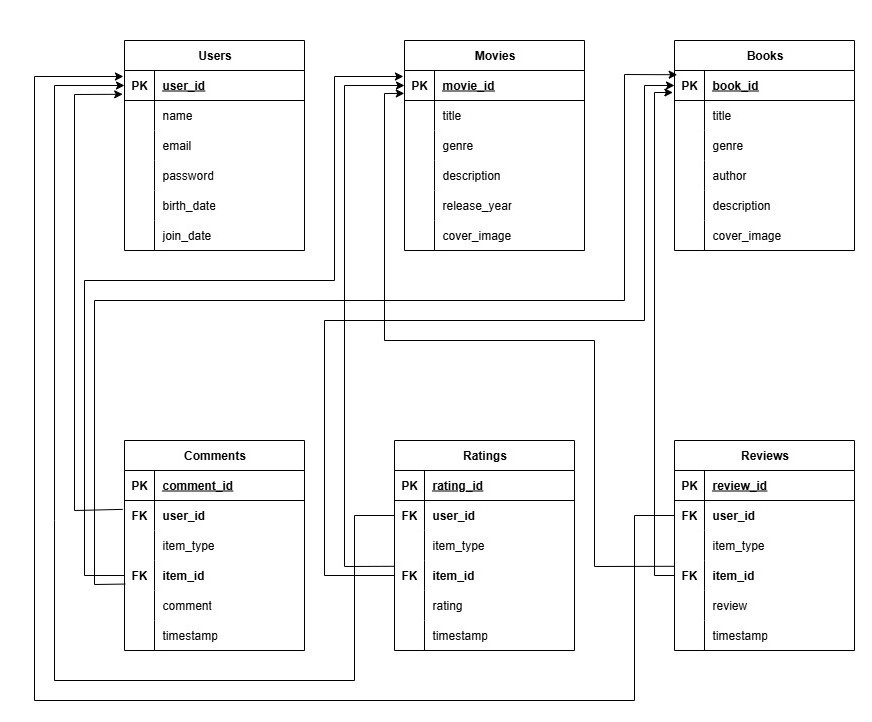 Users
PK user_id
name
email
password
birth_date
join_date
Movies
PK movie_id
title
genre
description
release_year
cover_image
Books
PK book_id
title
genre
author
description
cover_image
Comments
PK comment_id
FK user_id
item_type
FK item_id
comment
timestamp
Ratings
PK rating_id
FK user_id
item_type
FK item_id
rating
timestamp
Reviews
PK review_id
FK user_id
item_type
FK item_id
review
timestamp